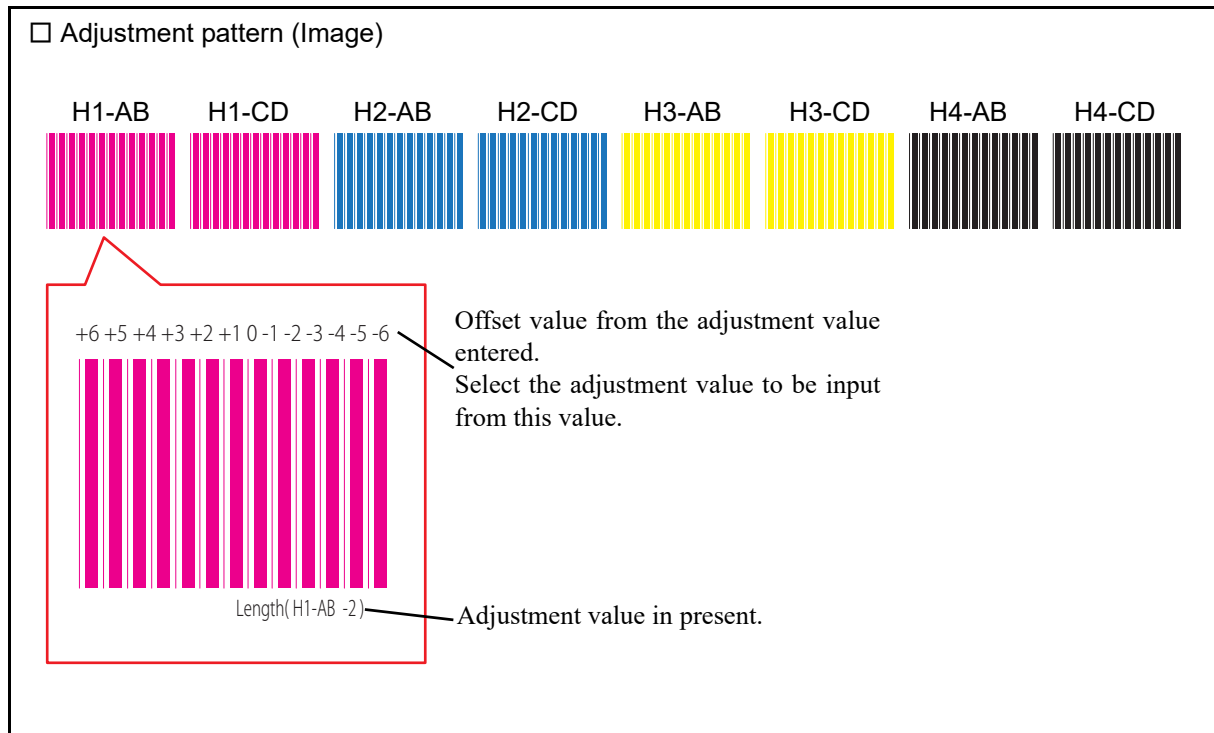 ☐ Adjustment pattern (Image)
H1-AB H1-CD H2-AB H2-CD H3-AB H3-CD H4-AB H4-CD
+6 +5 +4 +3 +2 +1 0 -1 -2 -3 -4 -5 -6
Offset value from the adjustment value
entered.
Select the adjustment value to be input
from this value.
Length( H1-AB -2 )
Adjustment value in present.